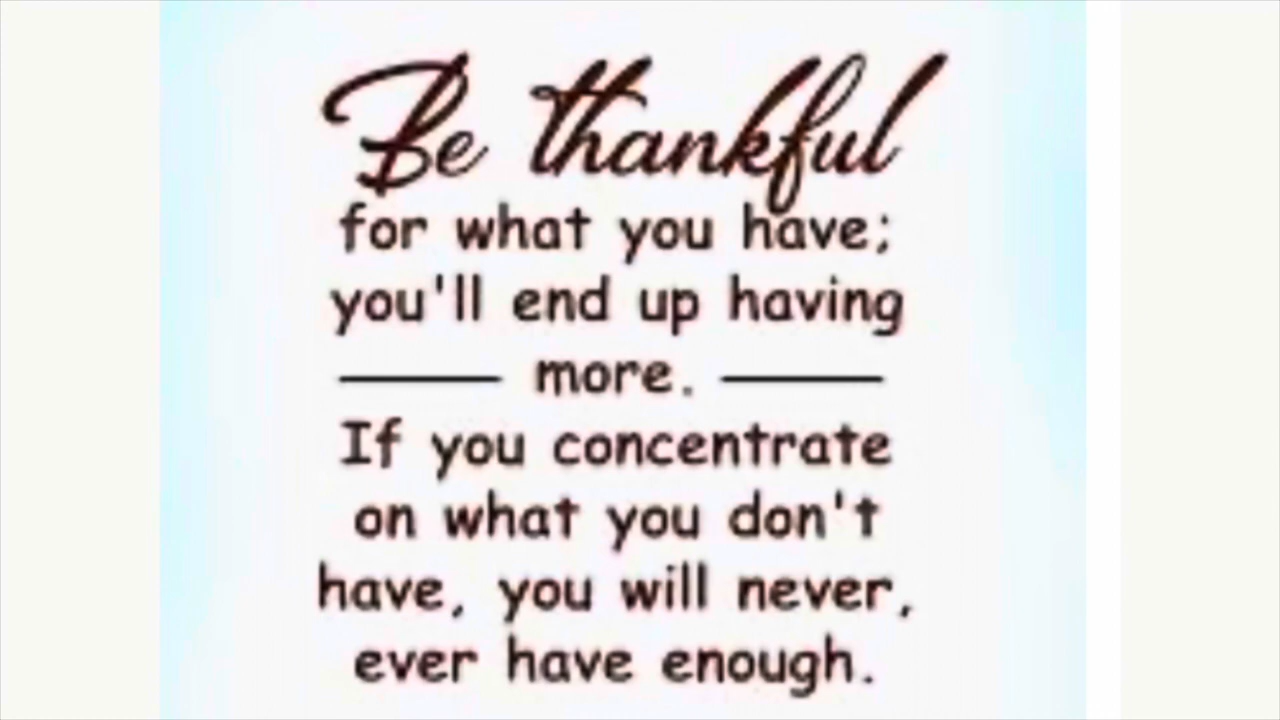 Be thankful
for what you have;
you'll end up having
more.
If you concentrate
on what you don't
have, you will never,
ever have enough.